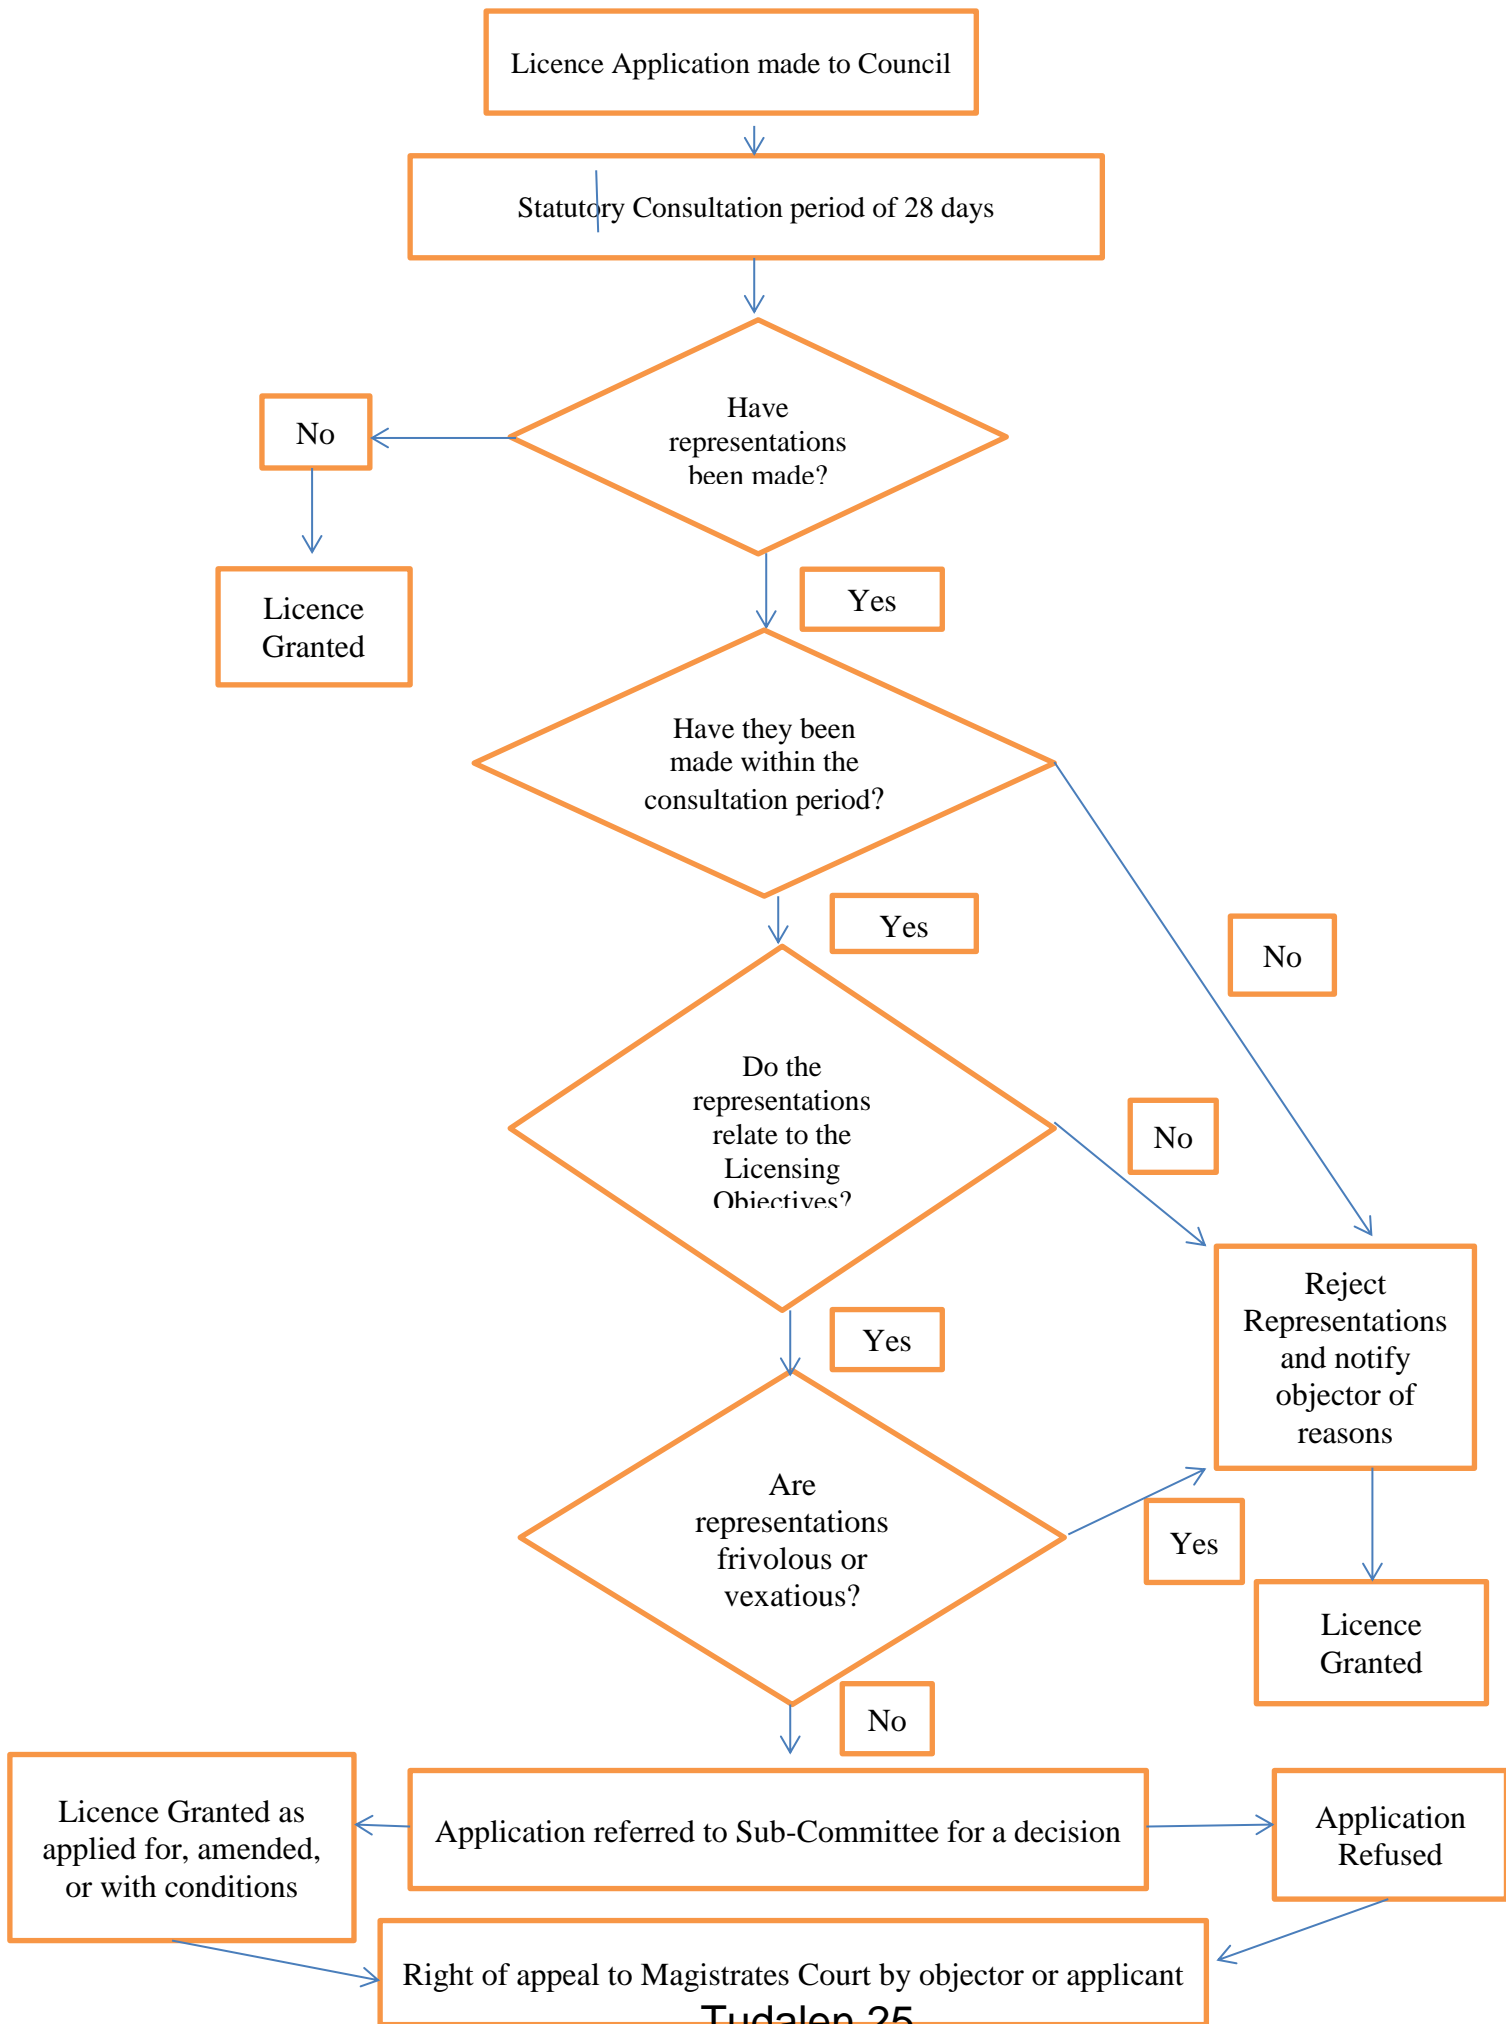 Licence Application made to Council
Statutory Consultation period of 28 days
Have
representations
been made?
No
Licence
Granted
Yes
Have they been
made within the
consultation period?
Yes
No
Do the
representations
relate to the
Licensing
Objectives?
No
Yes
Reject
Representations
and notify
objector of
reasons
Are
representations
frivolous or
vexatious?
Yes
Licence
Granted
No
Licence Granted as
applied for, amended,
or with conditions
Application referred to Sub-Committee for a decision
Application
Refused
Right of appeal to Magistrates Court by objector or applicant
Tudalen 25